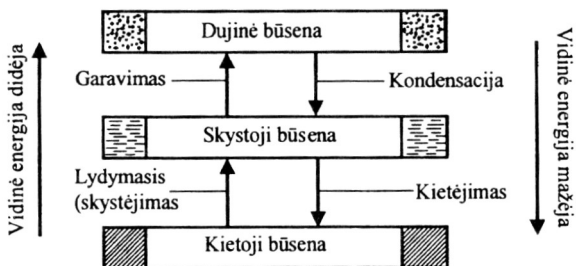 Dujinė būsena
Garavimas
Kondensacija
Skystoji būsena
Lydymasis
(skystėjimas
Kietėjimas
Kietoji būsena
Vidinė energija didėja
Vidinė energija mažėja